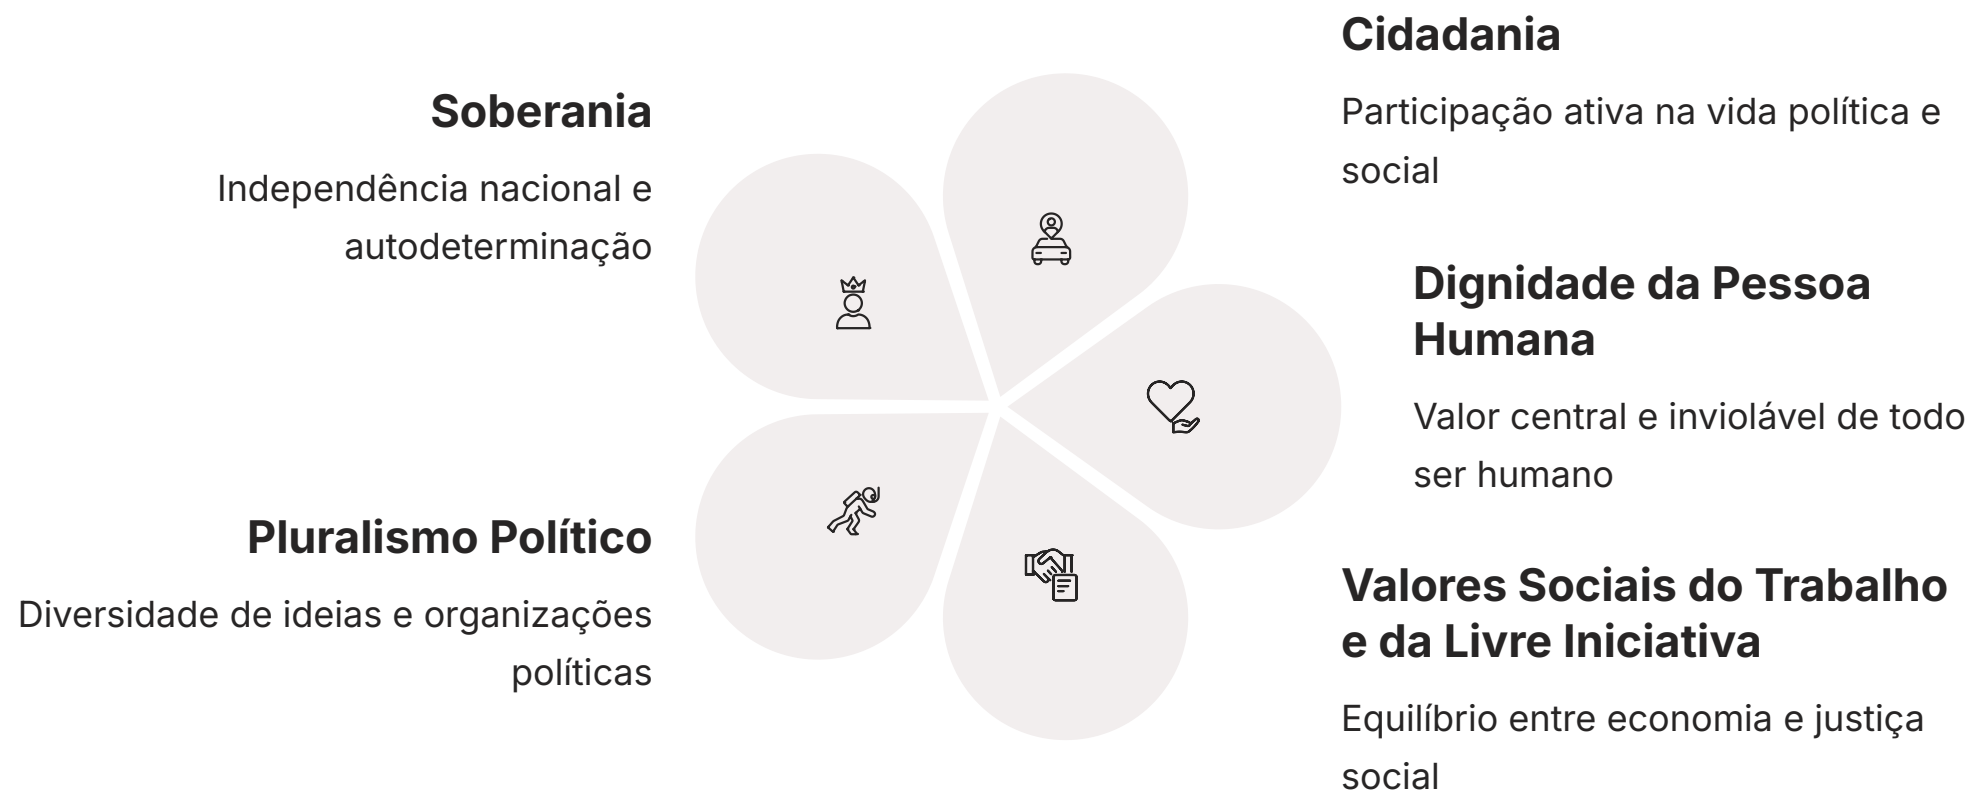 Soberania
Independência nacional e
autodeterminação
Cidadania
Participação ativa na vida política e
social
Dignidade da Pessoa
Humana
Valor central e inviolável de todo
ser humano
Valores Sociais do Trabalho
e da Livre Iniciativa
Equilíbrio entre economia e justiça
social
Pluralismo Político
Diversidade de ideias e organizações
políticas